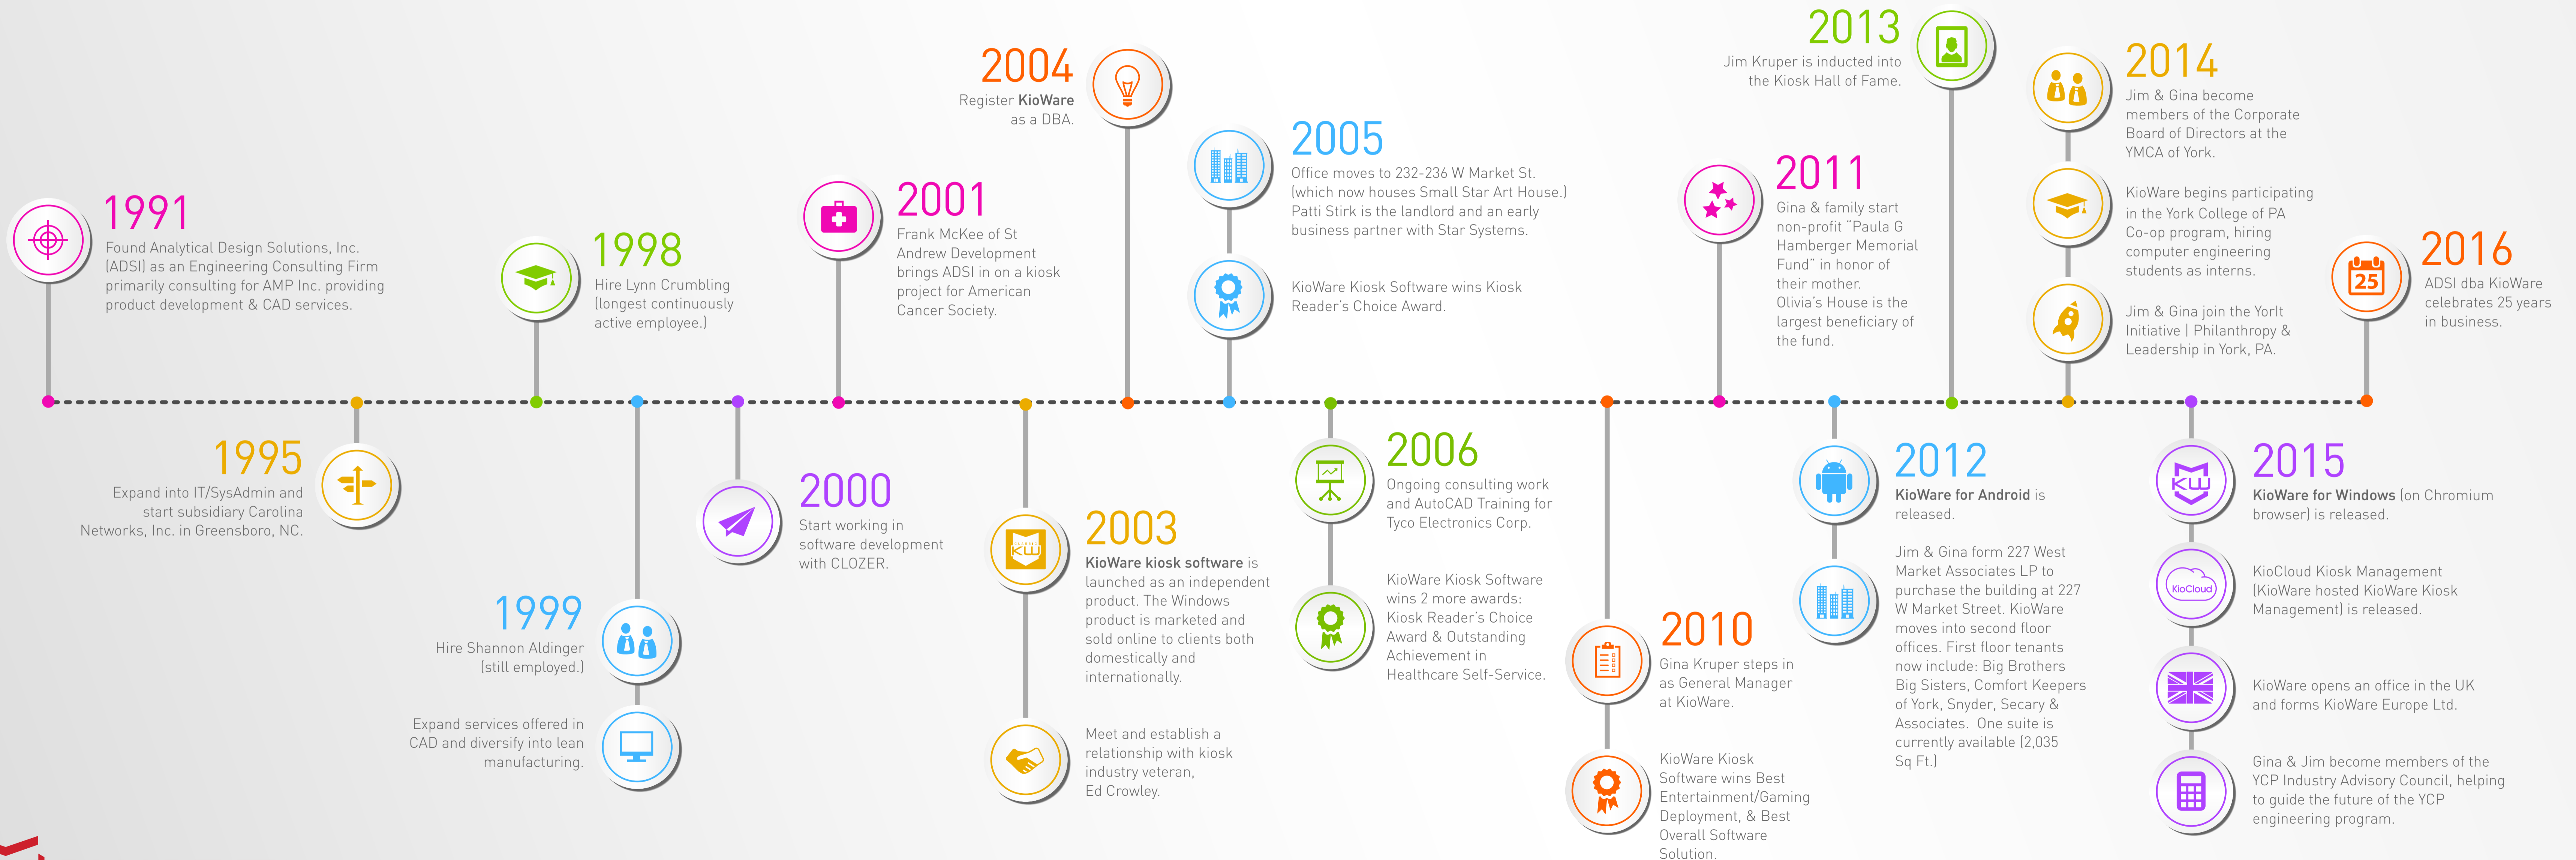 1991
Found Analytical Design Solutions, Inc.
(ADSI) as an Engineering Consulting Firm
primarily consulting for AMP Inc. providing
product development & CAD services.
1995
Expand into IT/SysAdmin and
start subsidiary Carolina
Networks, Inc. in Greensboro, NC.
1998
Hire Lynn Crumbling
(longest continuously
active employee.)
1999
Hire Shannon Aldinger
(still employed.)
Expand services offered in
CAD and diversify into lean
manufacturing.
2000
Start working in
software development
with CLOZER.
2001
Frank McKee of St
Andrew Development
brings ADSI in on a kiosk
project for American
Cancer Society.
KW
2003
KioWare kiosk software is
launched as an independent
product. The Windows
product is marketed and
sold online to clients both
domestically and
internationally.
Meet and establish a
relationship with kiosk
industry veteran,
Ed Crowley.
2004
Register KioWare
as a DBA.
2005
Office moves to 232-236 W Market St.
(which now houses Small Star Art House.)
Patti Stirk is the landlord and an early
business partner with Star Systems.
KioWare Kiosk Software wins Kiosk
Reader's Choice Award.
2006
Ongoing consulting work
and AutoCAD Training for
Tyco Electronics Corp.
KioWare Kiosk Software
wins 2 more awards:
Kiosk Reader's Choice
Award & Outstanding
Achievement in
Healthcare Self-Service.
2010
Gina Kruper steps in
as General Manager
at KioWare.
KioWare Kiosk
Software wins Best
Entertainment/Gaming
Deployment, & Best
Overall Software
Solution.
2011
Gina & family start
non-profit "Paula G
Hamberger Memorial
Fund" in honor of
their mother.
Olivia's House is the
largest beneficiary of
the fund.
2012
KioWare for Android is
released.
Jim & Gina form 227 West
Market Associates LP to
purchase the building at 227
W Market Street. KioWare
moves into second floor
offices. First floor tenants
now include: Big Brothers
Big Sisters, Comfort Keepers
of York, Snyder, Secary &
Associates. One suite is
currently available (2,035
Sq Ft.)
2013
Jim Kruper is inducted into
the Kiosk Hall of Fame.
2014
Jim & Gina become
members of the Corporate
Board of Directors at the
YMCA of York.
KioWare begins participating
in the York College of PA
Co-op program, hiring
computer engineering
students as interns.
Jim & Gina join the YorIt
Initiative | Philanthropy &
Leadership in York, PA.
KW
2015
KioWare for Windows (on Chromium
browser) is released.
KioCloud
KioCloud Kiosk Management
(KioWare hosted KioWare Kiosk
Management) is released.
KioWare opens an office in the UK
and forms KioWare Europe Ltd.
Gina & Jim become members of the
YCP Industry Advisory Council, helping
to guide the future of the YCP
engineering program.
25
2016
ADSI dba KioWare
celebrates 25 years
in business.